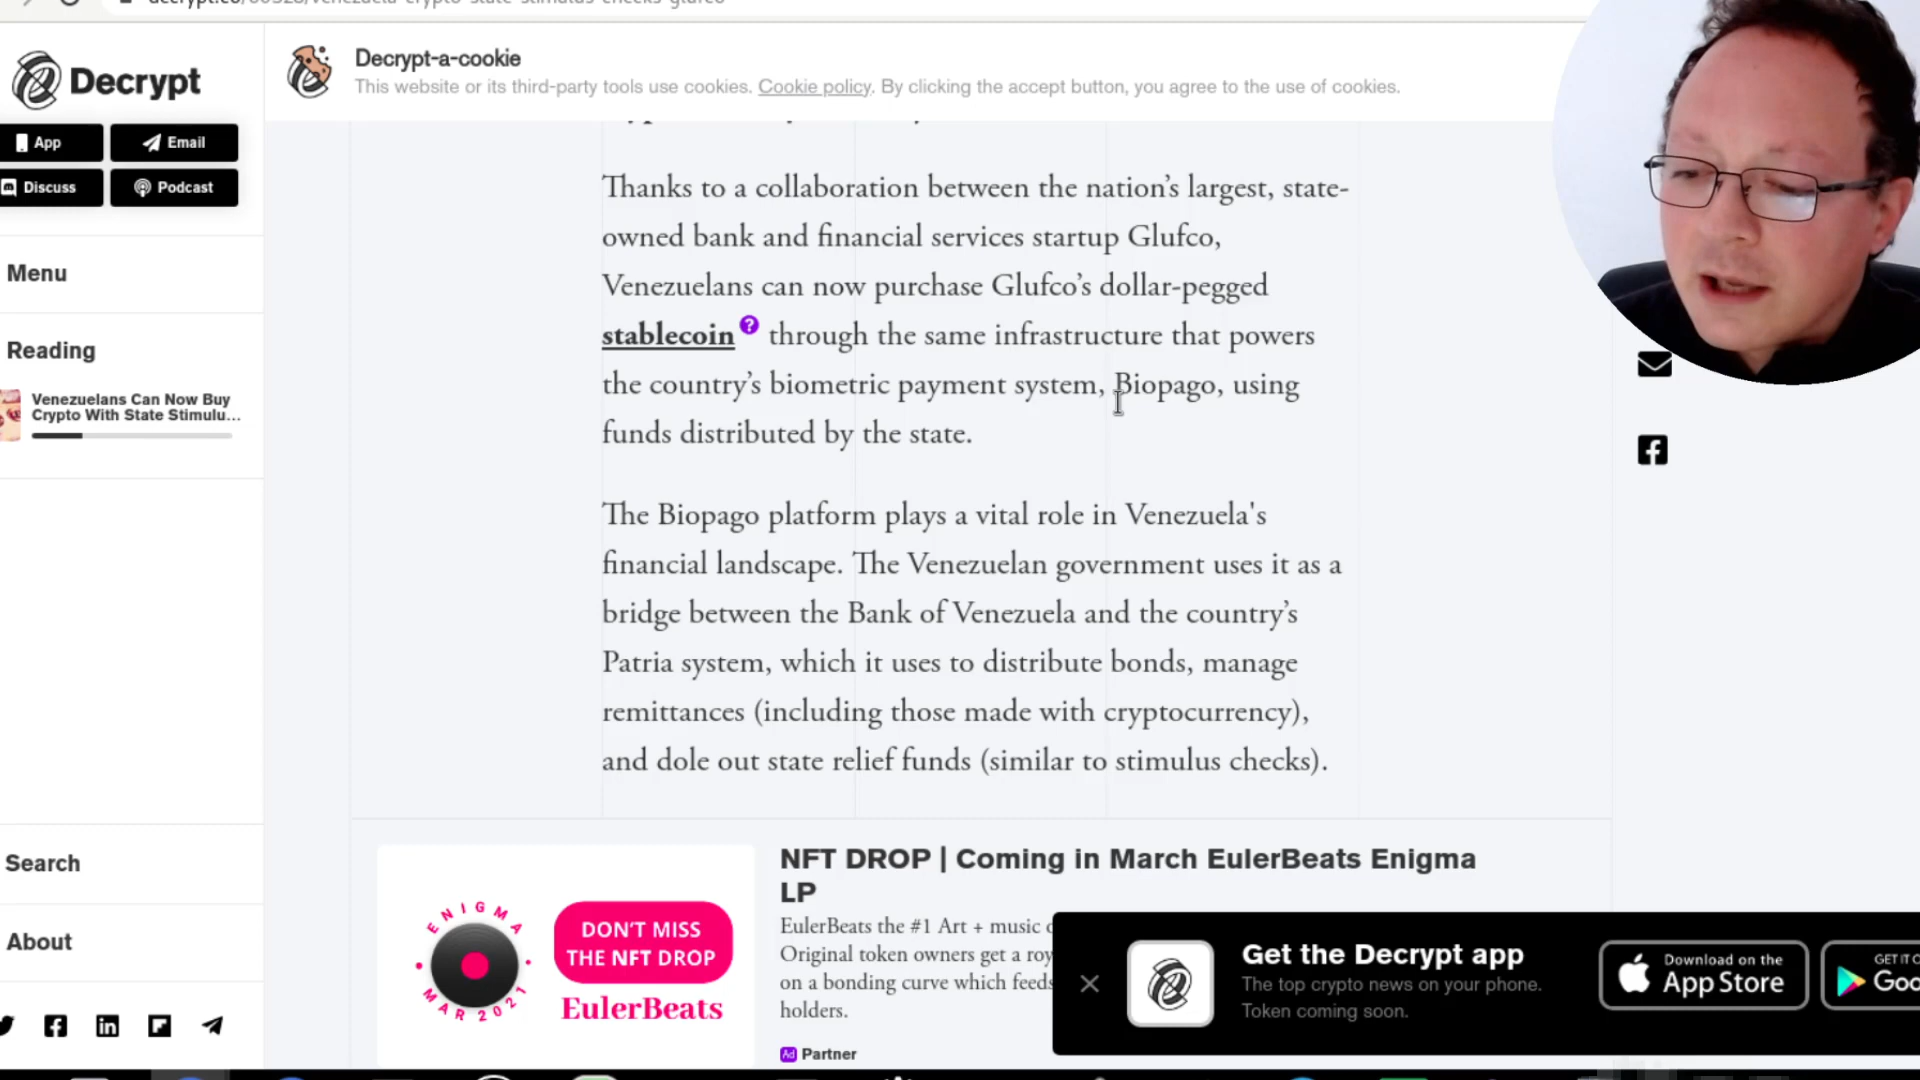 Decrypt
App
Email
Discuss
Podcast
Menu
Reading
Venezuelans Can Now Buy
Crypto With State Stimulu...
Search
About
Decrypt-a-cookie
This website or its third-party tools use cookies. Cookie policy. By clicking the accept button, you agree to the use of cookies.
Thanks to a collaboration between the nation’s largest, state-
owned bank and financial services startup Glufco,
Venezuelans can now purchase Glufco’s dollar-pegged
stablecoin ? through the same infrastructure that powers
the country’s biometric payment system, Biopago, using
funds distributed by the state.
The Biopago platform plays a vital role in Venezuela's
financial landscape. The Venezuelan government uses it as a
bridge between the Bank of Venezuela and the country’s
Patria system, which it uses to distribute bonds, manage
remittances (including those made with cryptocurrency),
and dole out state relief funds (similar to stimulus checks).
ENIGMA
MAR 2021
DON'T MISS
THE NFT DROP
EulerBeats
NFT DROP | Coming in March EulerBeats Enigma
LP
EulerBeats the #1 Art + music
Original token owners get a
on a bonding curve which feeds
holders.
Ad Partner
Get the Decrypt app
The top crypto news on your phone.
Token coming soon.
Download on the
App Store
GET IT